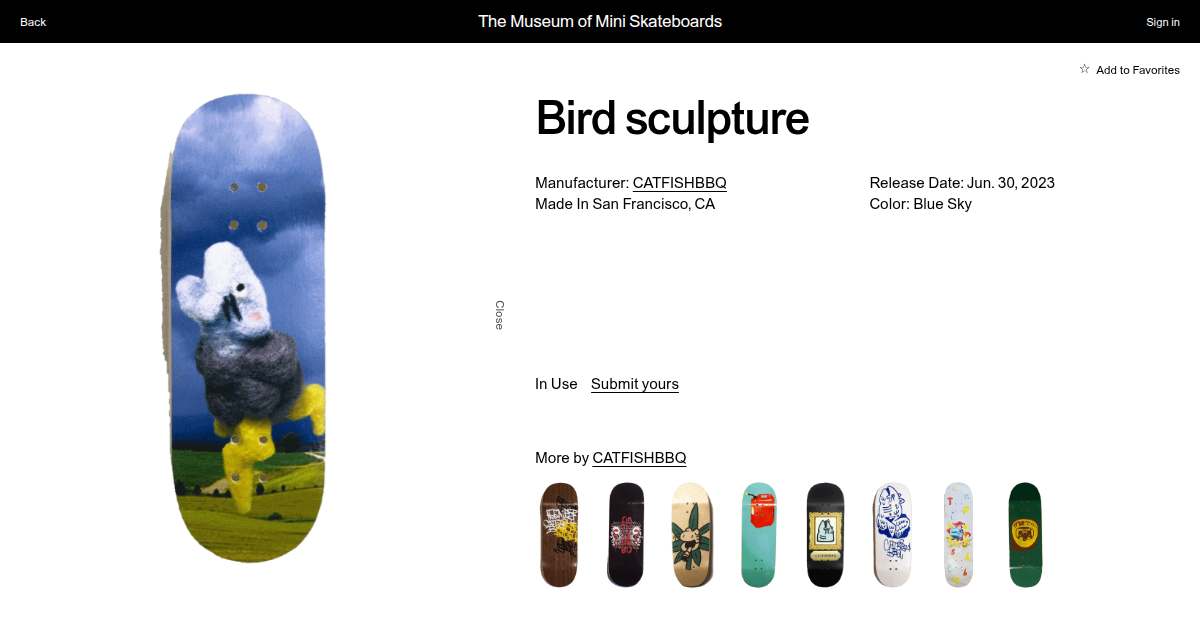 Back
The Museum of Mini Skateboards
Sign in
☆ Add to Favorites
Bird sculpture
Manufacturer: CATFISHBBQ
Made In San Francisco, CA
Release Date: Jun. 30, 2023
Color: Blue Sky
Close
In Use Submit yours
More by CATFISHBBQ